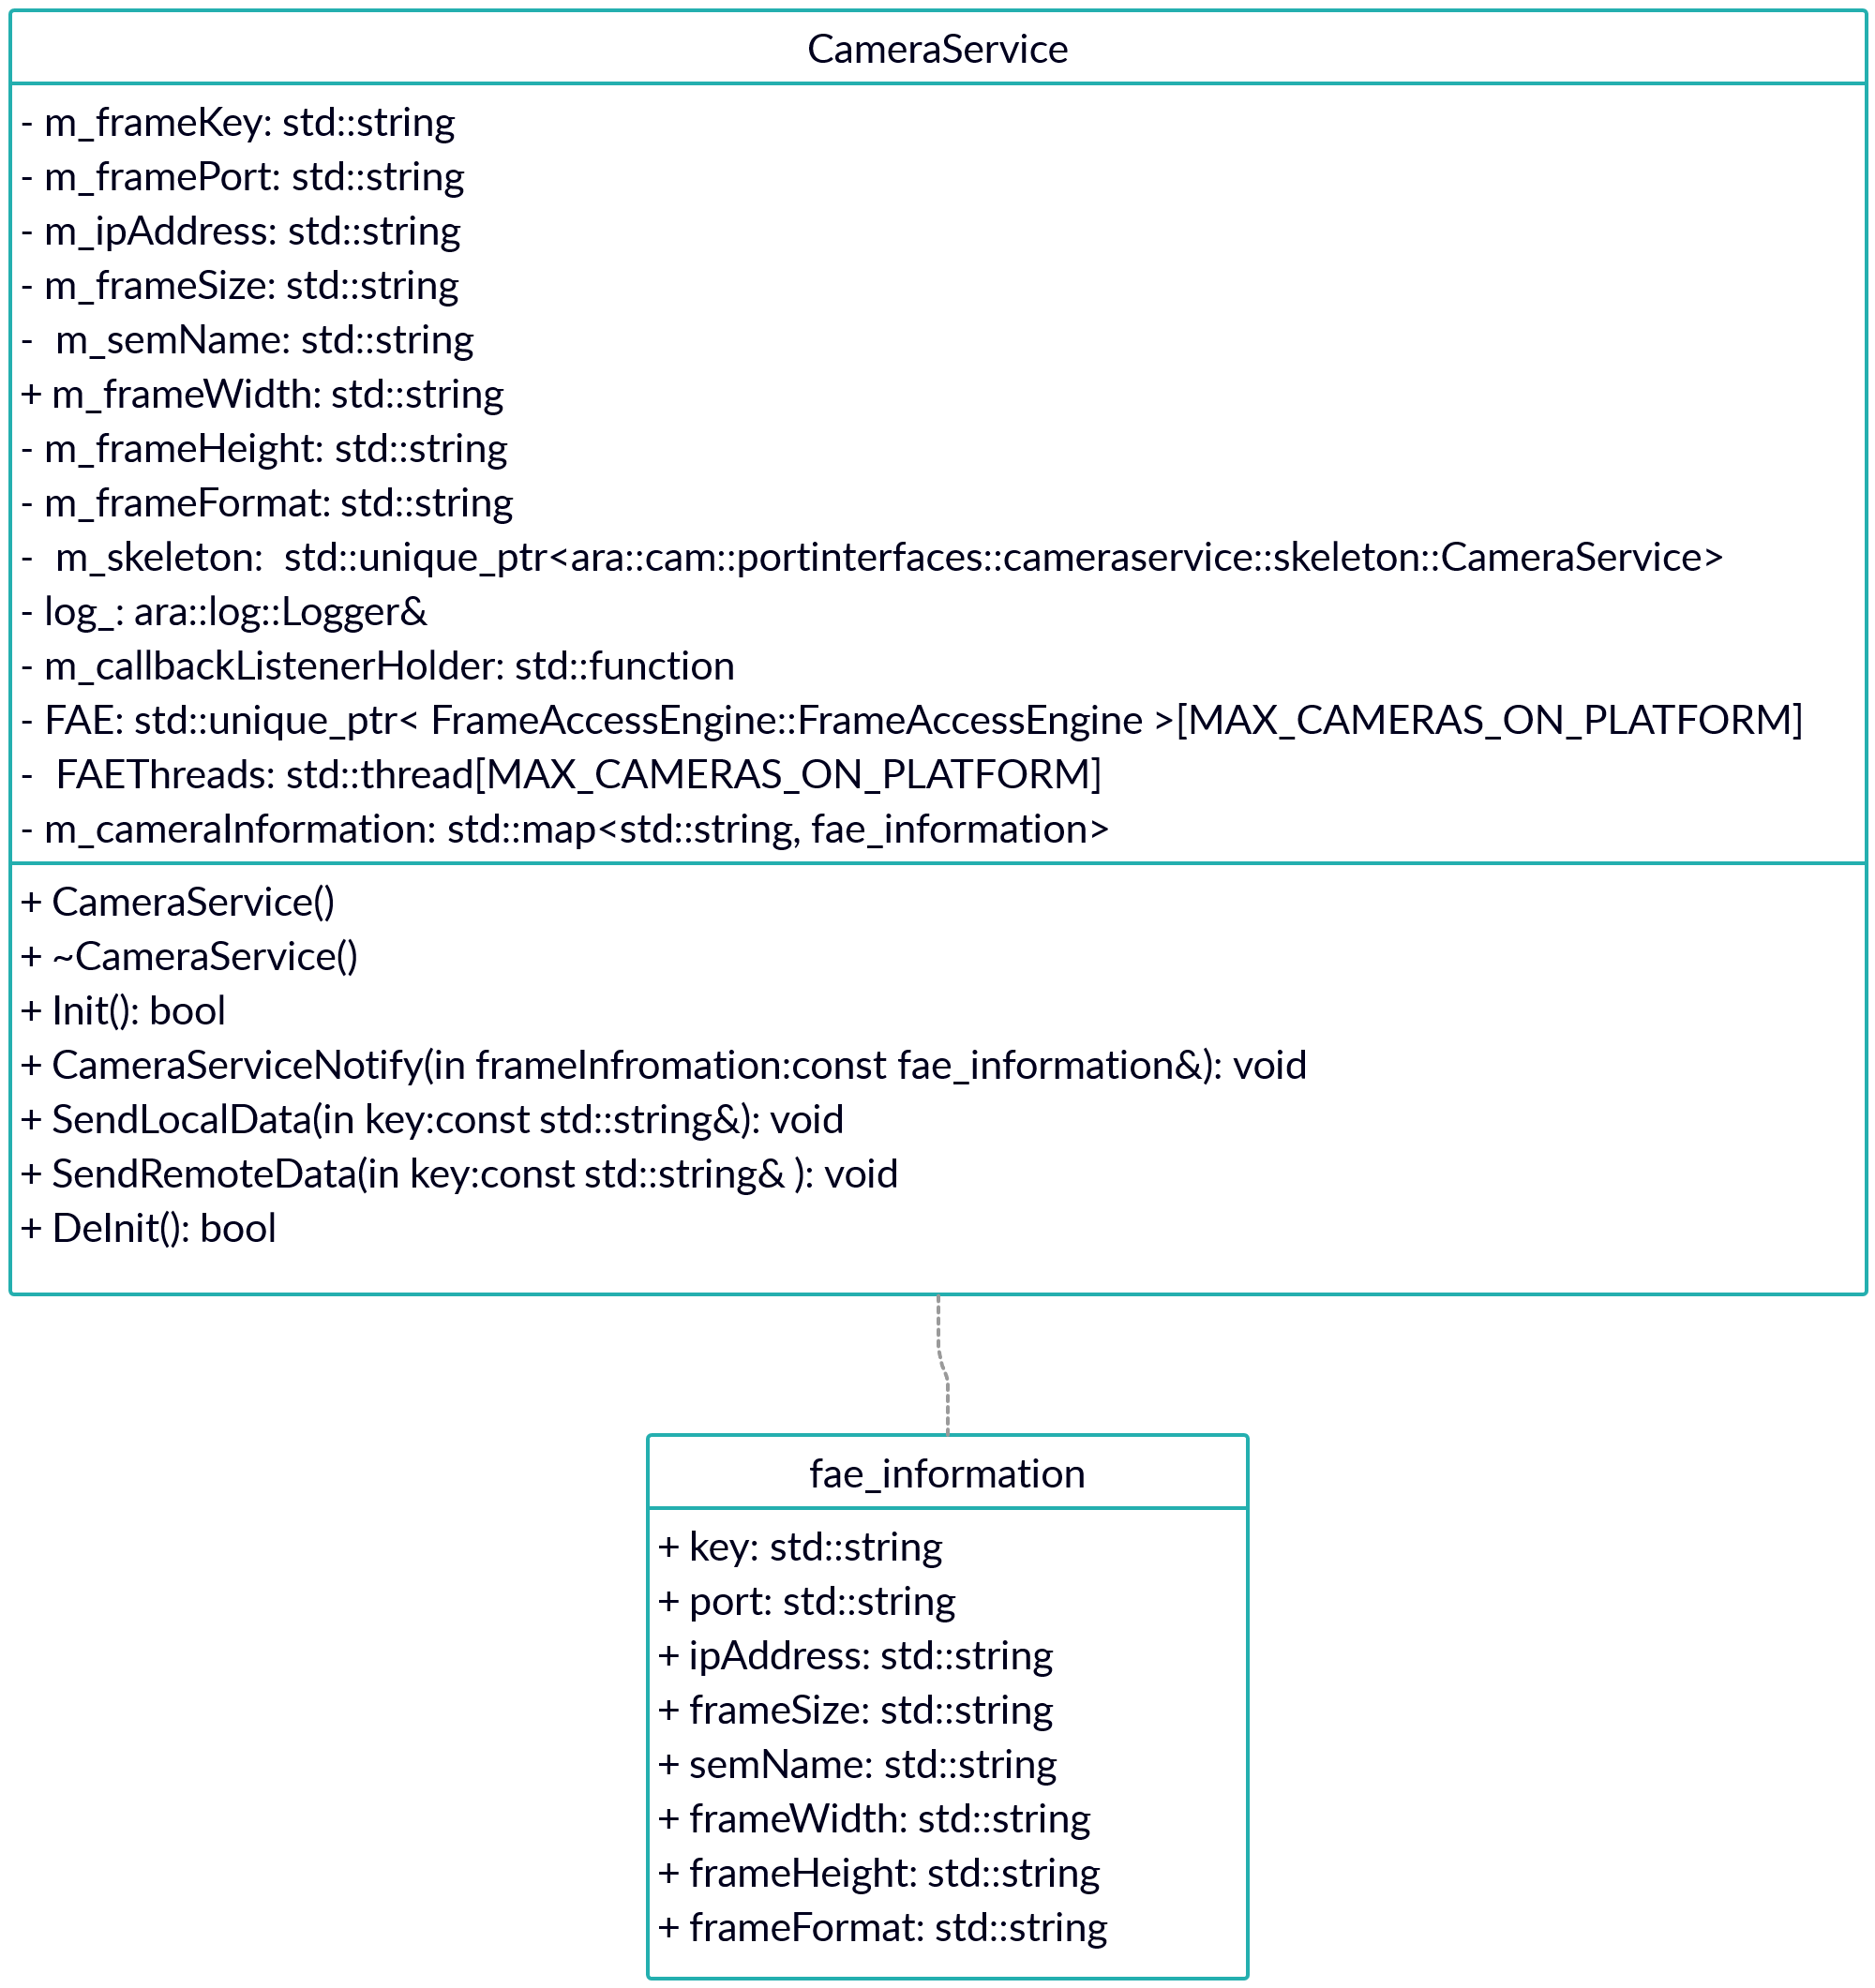 CameraService
- m_frameKey: std::string
- m_framePort: std::string
- m_ipAddress: std::string
- m_frameSize: std::string
-  m_semName: std::string
+ m_frameWidth: std::string
- m_frameHeight: std::string
- m_frameFormat: std::string
-  m_skeleton:  std::unique_ptr<ara::cam::portinterfaces::cameraservice::skeleton::CameraService>
- log_: ara::log::Logger&
- m_callbackListenerHolder: std::function
- FAE: std::unique_ptr< FrameAccessEngine::FrameAccessEngine >[MAX_CAMERAS_ON_PLATFORM]
-  FAEThreads: std::thread[MAX_CAMERAS_ON_PLATFORM]
- m_cameraInformation: std::map<std::string, fae_information>
+ CameraService()
+ ~CameraService()
+ Init(): bool
+ CameraServiceNotify(in frameInfromation:const fae_information&): void
+ SendLocalData(in key:const std::string&): void
+ SendRemoteData(in key:const std::string& ): void
+ DeInit(): bool
fae_information
+ key: std::string
+ port: std::string
+ ipAddress: std::string
+ frameSize: std::string
+ semName: std::string
+ frameWidth: std::string
+ frameHeight: std::string
+ frameFormat: std::string